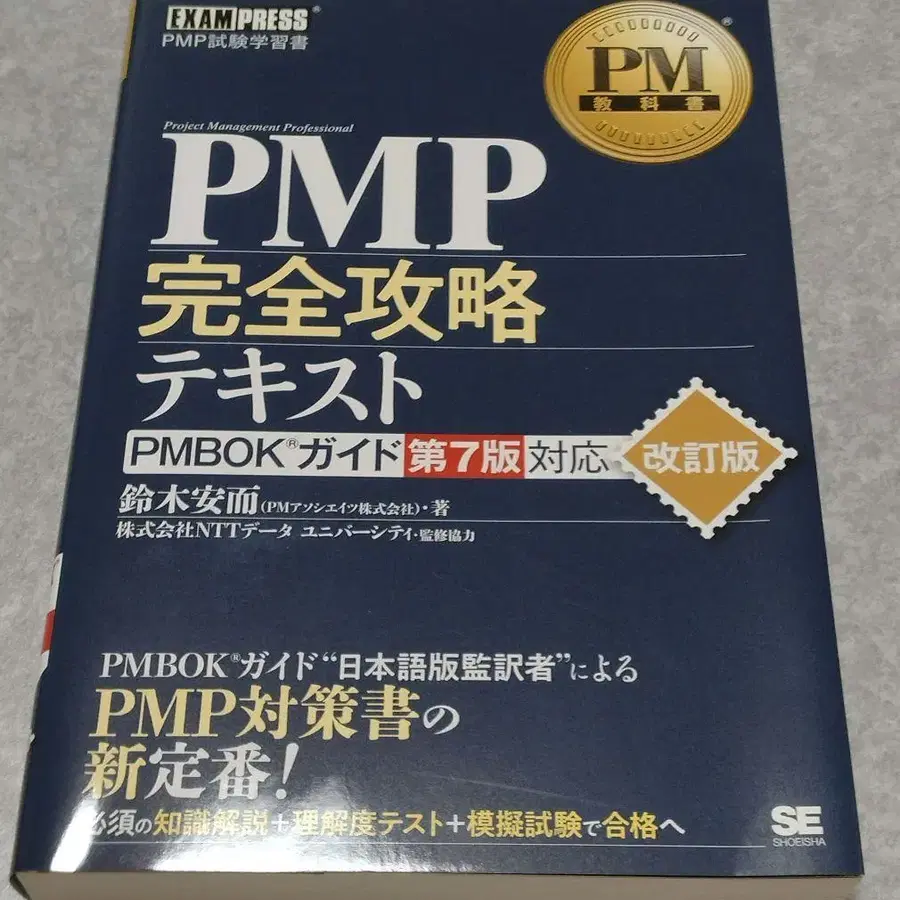 EXAMPRESS®
PMP試験学習書
PM®
教科書
Project Management Professional
PMP
完全攻略
テキスト
PMBOK®ガイド 第7版 対応
改訂版
鈴木安而(PMアソシエイツ株式会社)・著
株式会社NTTデータ ユニバーシティ・監修協力
PMBOK®ガイド“日本語版監訳者”による
PMP対策書の
新定番!
必須の知識解説+理解度テスト+模擬試験で合格へ
SE
SHOEISHA